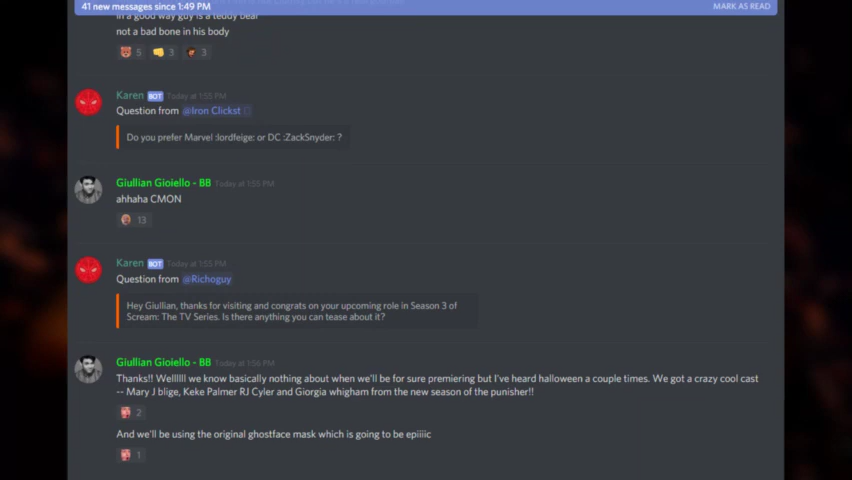 41 new messages since 1:49 PM
MARK AS READ
in a good way guy is a teddy bear
not a bad bone in his body
5 3 3
Karen BOT Today at 1:55 PM
Question from @Iron Clickst
Do you prefer Marvel :lordfeige: or DC :ZackSnyder: ?
Giullian Gioiello - BB Today at 1:55 PM
ahhaha CMON
13
Karen BOT Today at 1:55 PM
Question from @Richoguy
Hey Giullian, thanks for visiting and congrats on your upcoming role in Season 3 of
Scream: The TV Series. Is there anything you can tease about it?
Giullian Gioiello - BB Today at 1:56 PM
Thanks!! Wellllll we know basically nothing about when we'll be for sure premiering but I've heard halloween a couple times. We got a crazy cool cast
-- Mary J blige, Keke Palmer RJ Cyler and Giorgia whigham from the new season of the punisher!!
2
And we'll be using the original ghostface mask which is going to be epiiiic
1